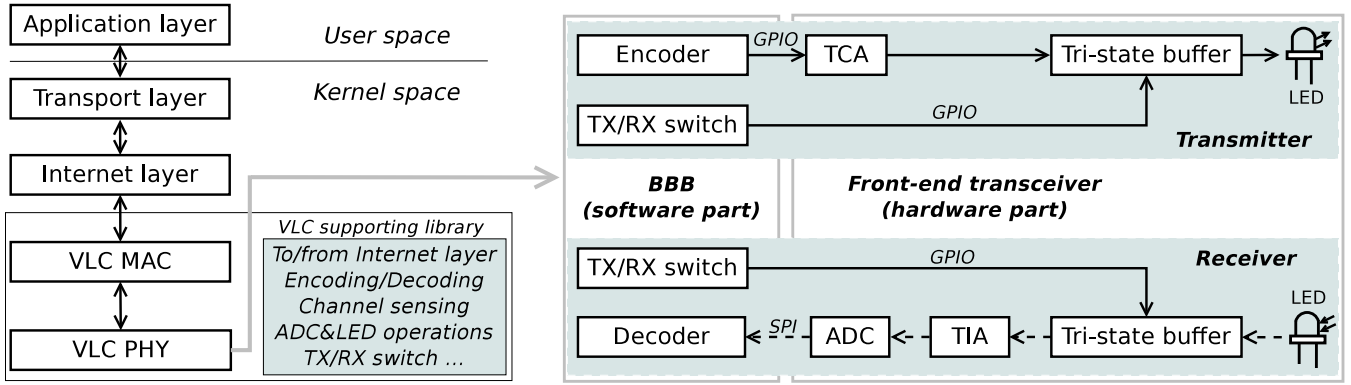 Application layer
User space
Transport layer
Kernel space
Internet layer
VLC supporting library
VLC MAC
To/from Internet layer
Encoding/Decoding
Channel sensing
ADC&LED operations
TX/RX switch ...
VLC PHY
Encoder
GPIO
TCA
Tri-state buffer
LED
TX/RX switch
GPIO
Transmitter
BBB
(software part)
Front-end transceiver
(hardware part)
TX/RX switch
GPIO
Receiver
LED
Decoder
SPI
ADC
TIA
Tri-state buffer